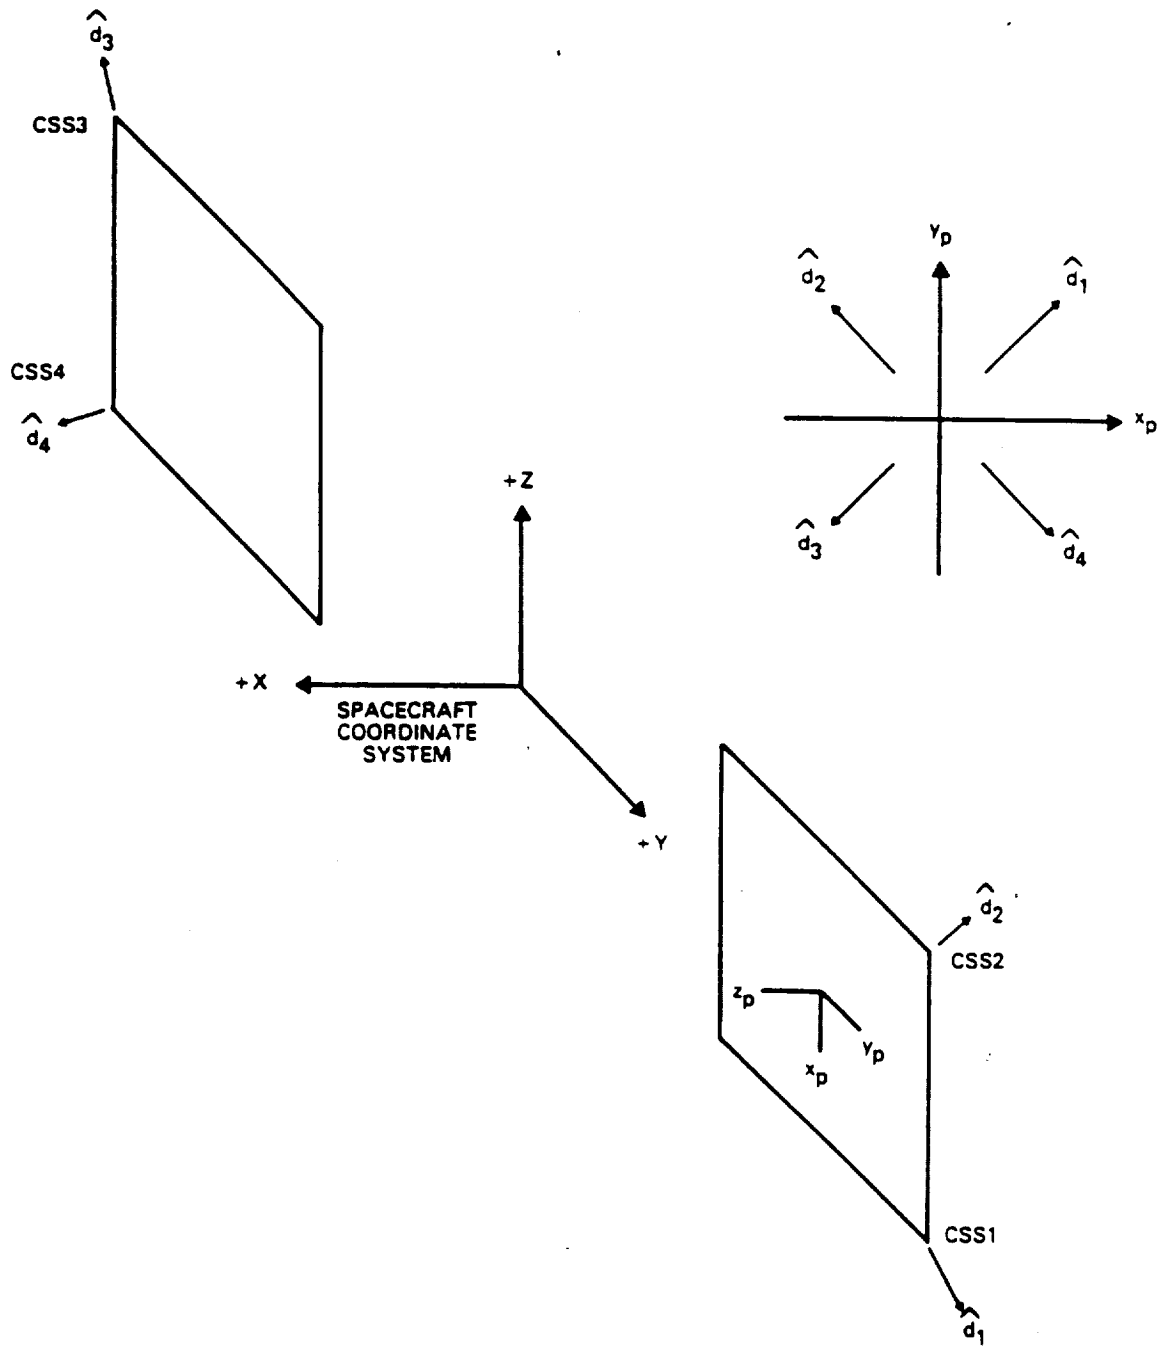 d̂3
CSS3
yp
d̂2
d̂1
CSS4
d̂4
xp
+Z
d̂3
d̂4
+X
SPACECRAFT
COORDINATE
SYSTEM
+Y
d̂2
CSS2
zp
yp
xp
CSS1
d̂1